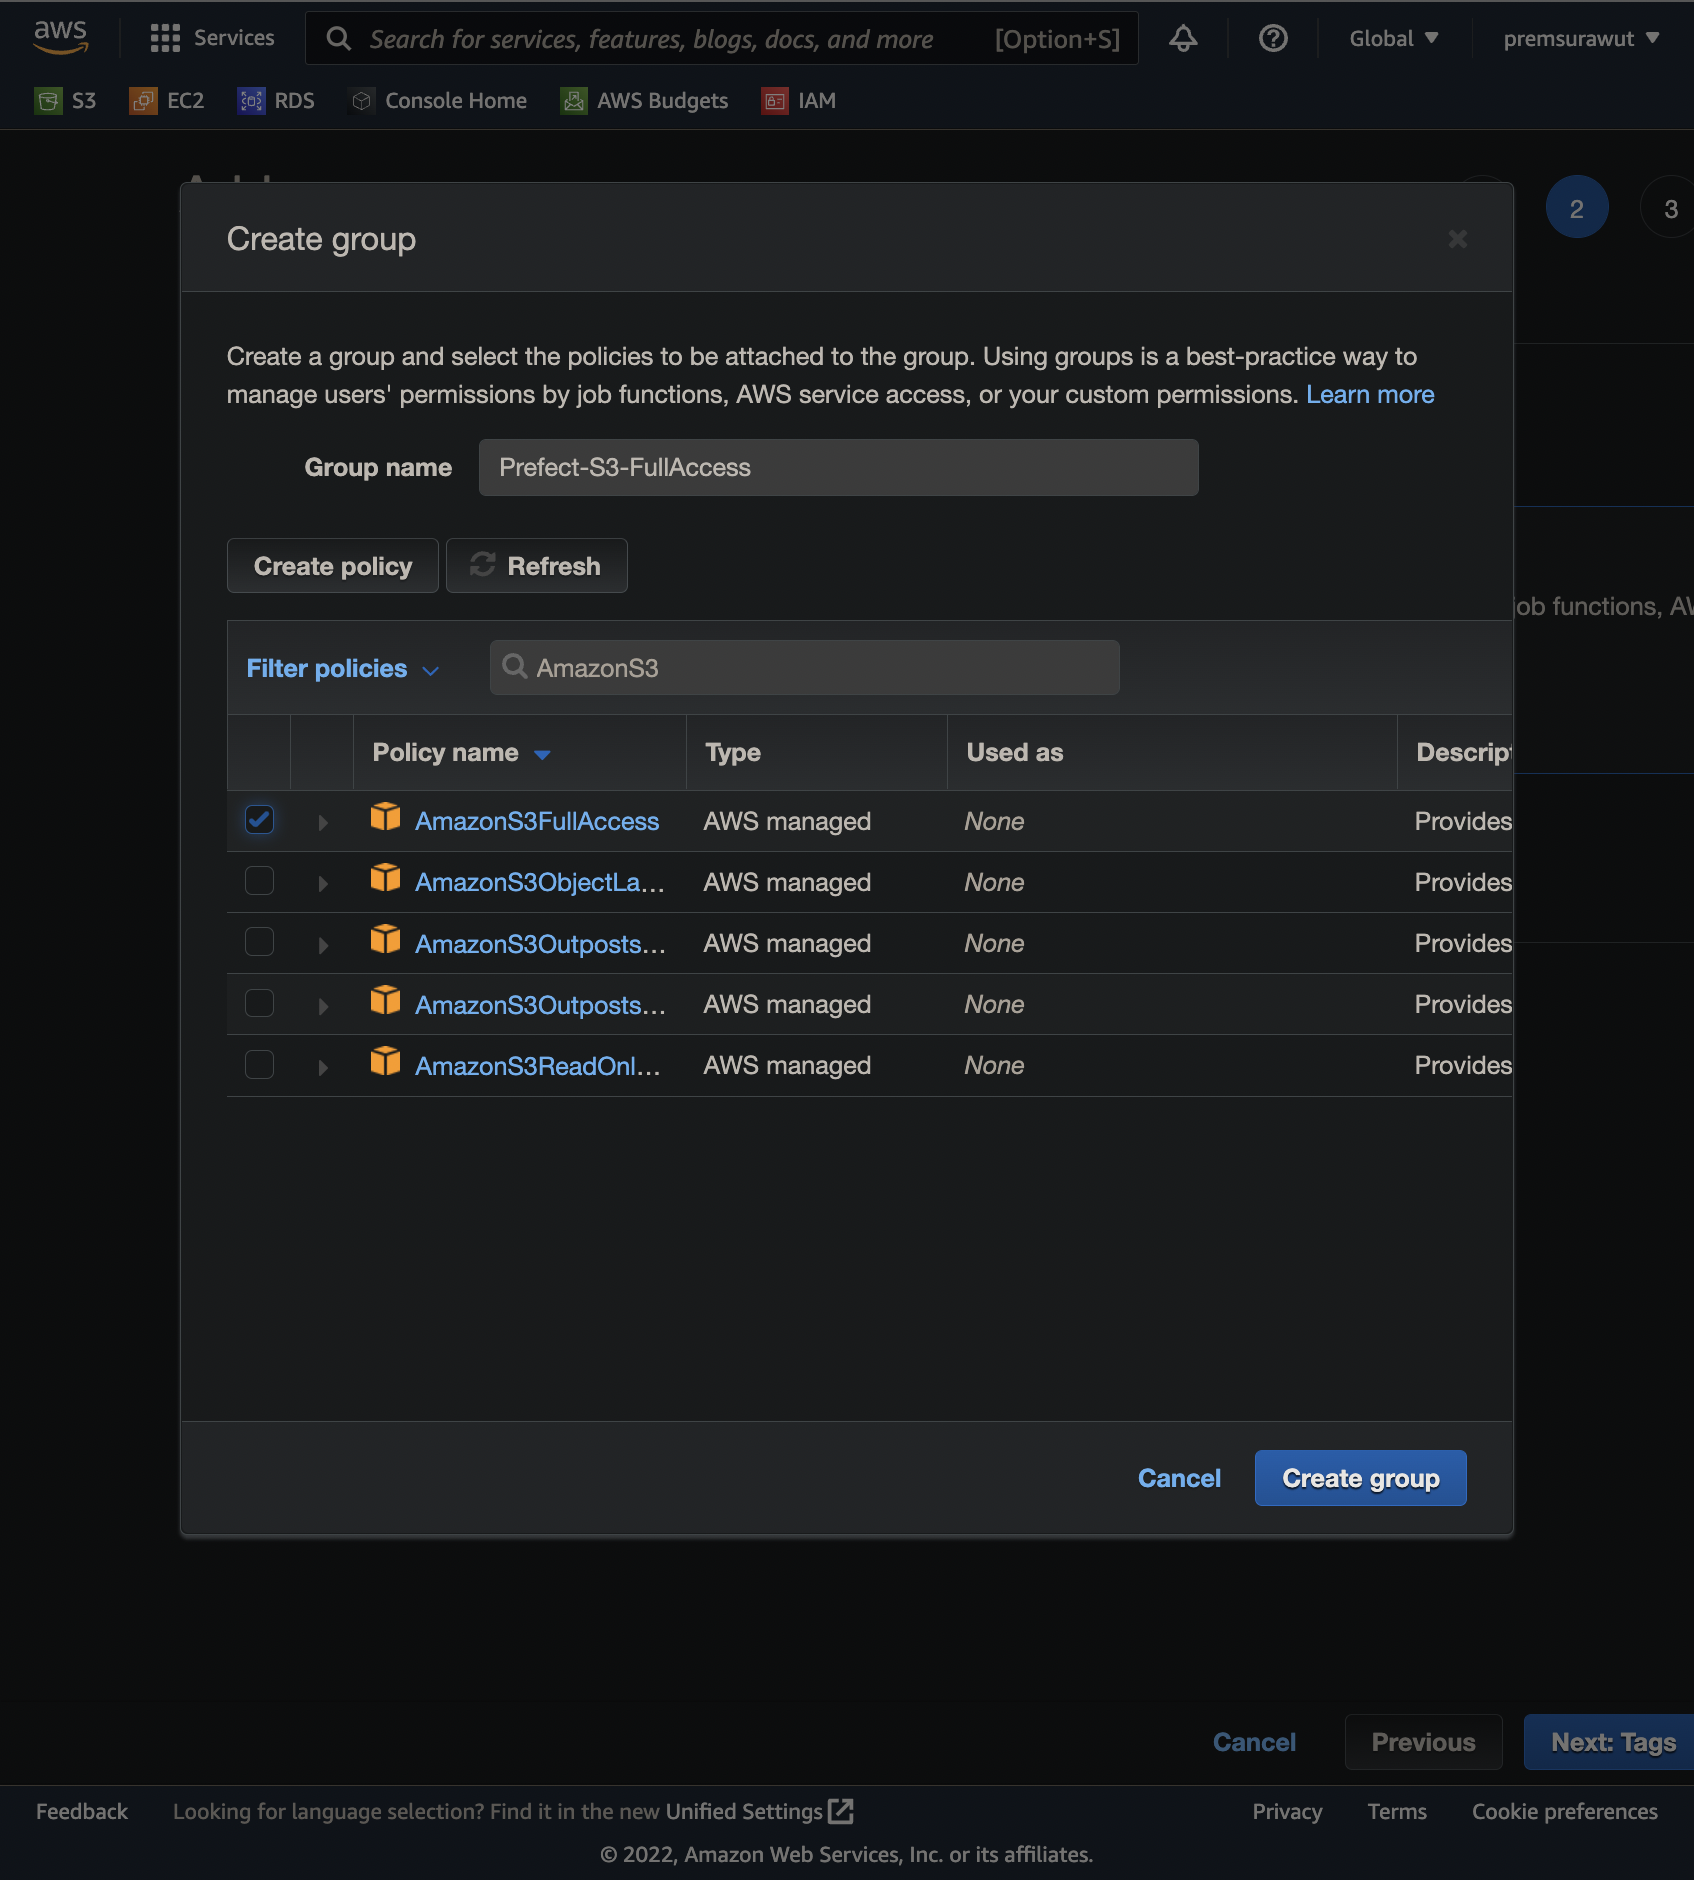 aws
Services
Search for services, features, blogs, docs, and more
[Option+S]
Global
premsurawut
S3
EC2
RDS
Console Home
AWS Budgets
IAM
2
3
Create group
Create a group and select the policies to be attached to the group. Using groups is a best-practice way to
manage users' permissions by job functions, AWS service access, or your custom permissions. Learn more
Group name
Prefect-S3-FullAccess
Create policy
Refresh
job functions, AW
Filter policies
AmazonS3
Policy name
Type
Used as
Descript
AmazonS3FullAccess
AWS managed
None
Provides
AmazonS3ObjectLa...
AWS managed
None
Provides
AmazonS3Outposts...
AWS managed
None
Provides
AmazonS3Outposts...
AWS managed
None
Provides
AmazonS3ReadOnl...
AWS managed
None
Provides
Cancel
Create group
Cancel
Previous
Next: Tags
Feedback
Looking for language selection? Find it in the new Unified Settings
Privacy
Terms
Cookie preferences
© 2022, Amazon Web Services, Inc. or its affiliates.